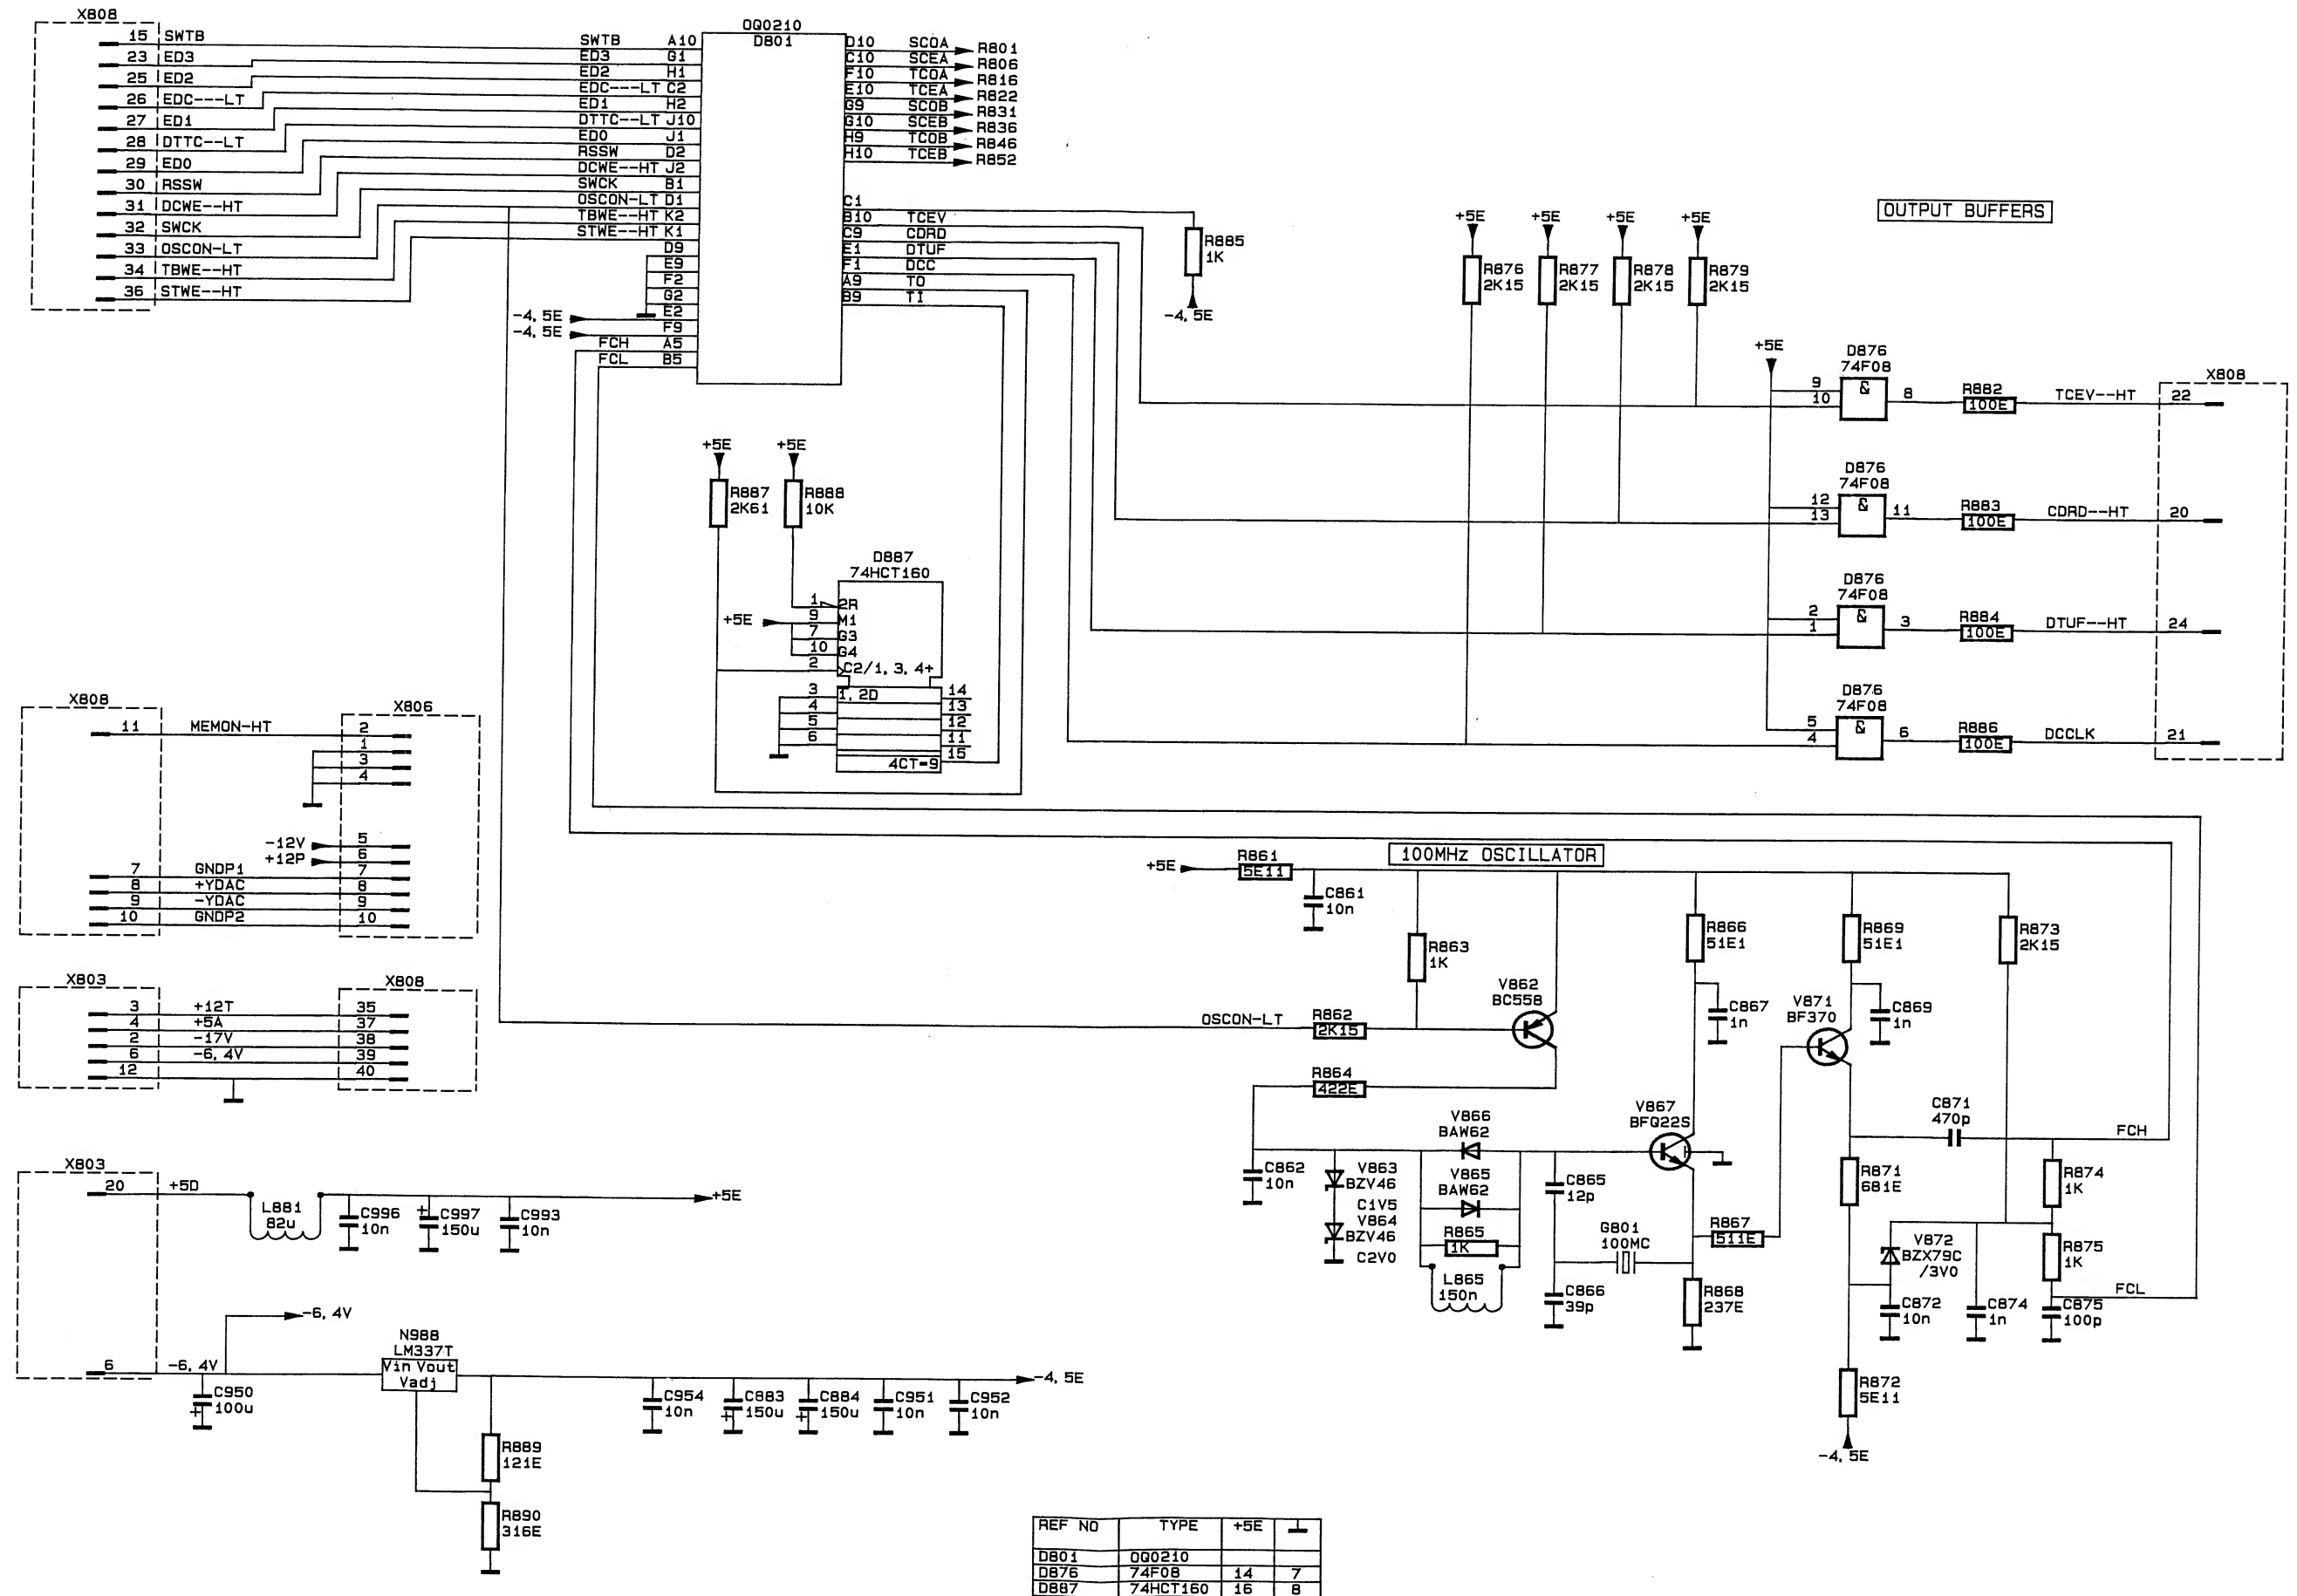 X808
15 SWTB
23 ED3
25 ED2
26 EDC---LT
27 ED1
28 DTTC--LT
29 ED0
30 RSSW
31 DCWE--HT
32 SWCK
33 OSCON-LT
34 TBWE--HT
36 STWE--HT
OQ0210
D801
SWTB A10
ED3 G1
ED2 H1
EDC---LT C2
ED1 H2
DTTC--LT J10
ED0 J1
RSSW D2
DCWE--HT J2
SWCK B1
OSCON-LT D1
TBWE--HT K2
STWE--HT K1
D9
E9
F2
G2
-4,5E E2
-4,5E F9
FCH A5
FCL B5
D10 SCOA R801
C10 SCEA R806
F10 TCOA R816
E10 TCEA R822
G9 SCOB R831
G10 SCEB R836
H9 TCOB R846
H10 TCEB R852
C1
B10 TCEV
C9 CDRD
E1 DTUF
F1 DCC
A9 TO
B9 TI
R885
1K
-4,5E
OUTPUT BUFFERS
+5E +5E +5E +5E
R876 R877 R878 R879
2K15 2K15 2K15 2K15
+5E
D876
74F08
&
9
10
8
R882
100E
TCEV--HT 22
X808
D876
74F08
&
12
13
11
R883
100E
CDRD--HT 20
D876
74F08
&
2
1
3
R884
100E
DTUF--HT 24
D876
74F08
&
5
4
6
R886
100E
DCCLK 21
+5E +5E
R887 R888
2K61 10K
D887
74HCT160
1 2R
+5E 9 M1
7 G3
10 G4
2 C2/1,3,4+
3 1,2D 14
4 13
5 12
6 11
15
4CT=9
X808
11 MEMON-HT 2
X806
1
3
4
-12V 5
+12P 6
7 GNDP1 7
8 +YDAC 8
9 -YDAC 9
10 GNDP2 10
X803 X808
3 +12T 35
4 +5A 37
2 -17V 38
6 -6,4V 39
12 40
X803
20 +5D
L881
82u
C996
10n
C997
+
150u
C993
10n
+5E
-6,4V
6 -6,4V
C950
100u
+
N988
LM337T
Vin Vout
Vadj
R889
121E
R890
316E
C954
10n
C883
150u
+
C884
150u
+
C951
10n
C952
10n
-4,5E
100MHz OSCILLATOR
+5E
R861
5E11
C861
10n
R863
1K
OSCON-LT
R862
2K15
V862
BC558
R864
422E
C862
10n
V863
BZV46
C1V5
V864
BZV46
C2V0
V866
BAW62
V865
BAW62
R865
1K
L865
150n
C865
12p
C866
39p
G801
100MC
V867
BFQ22S
R866
51E1
C867
1n
R867
511E
R868
237E
V871
BF370
R869
51E1
C869
1n
R873
2K15
C871
470p
FCH
R871
681E
R874
1K
R875
1K
V872
BZX79C
/3V0
C872
10n
C874
1n
C875
100p
FCL
R872
5E11
-4,5E
REF NO TYPE +5E
D801 OQ0210
D876 74F08 14 7
D887 74HCT160 16 8